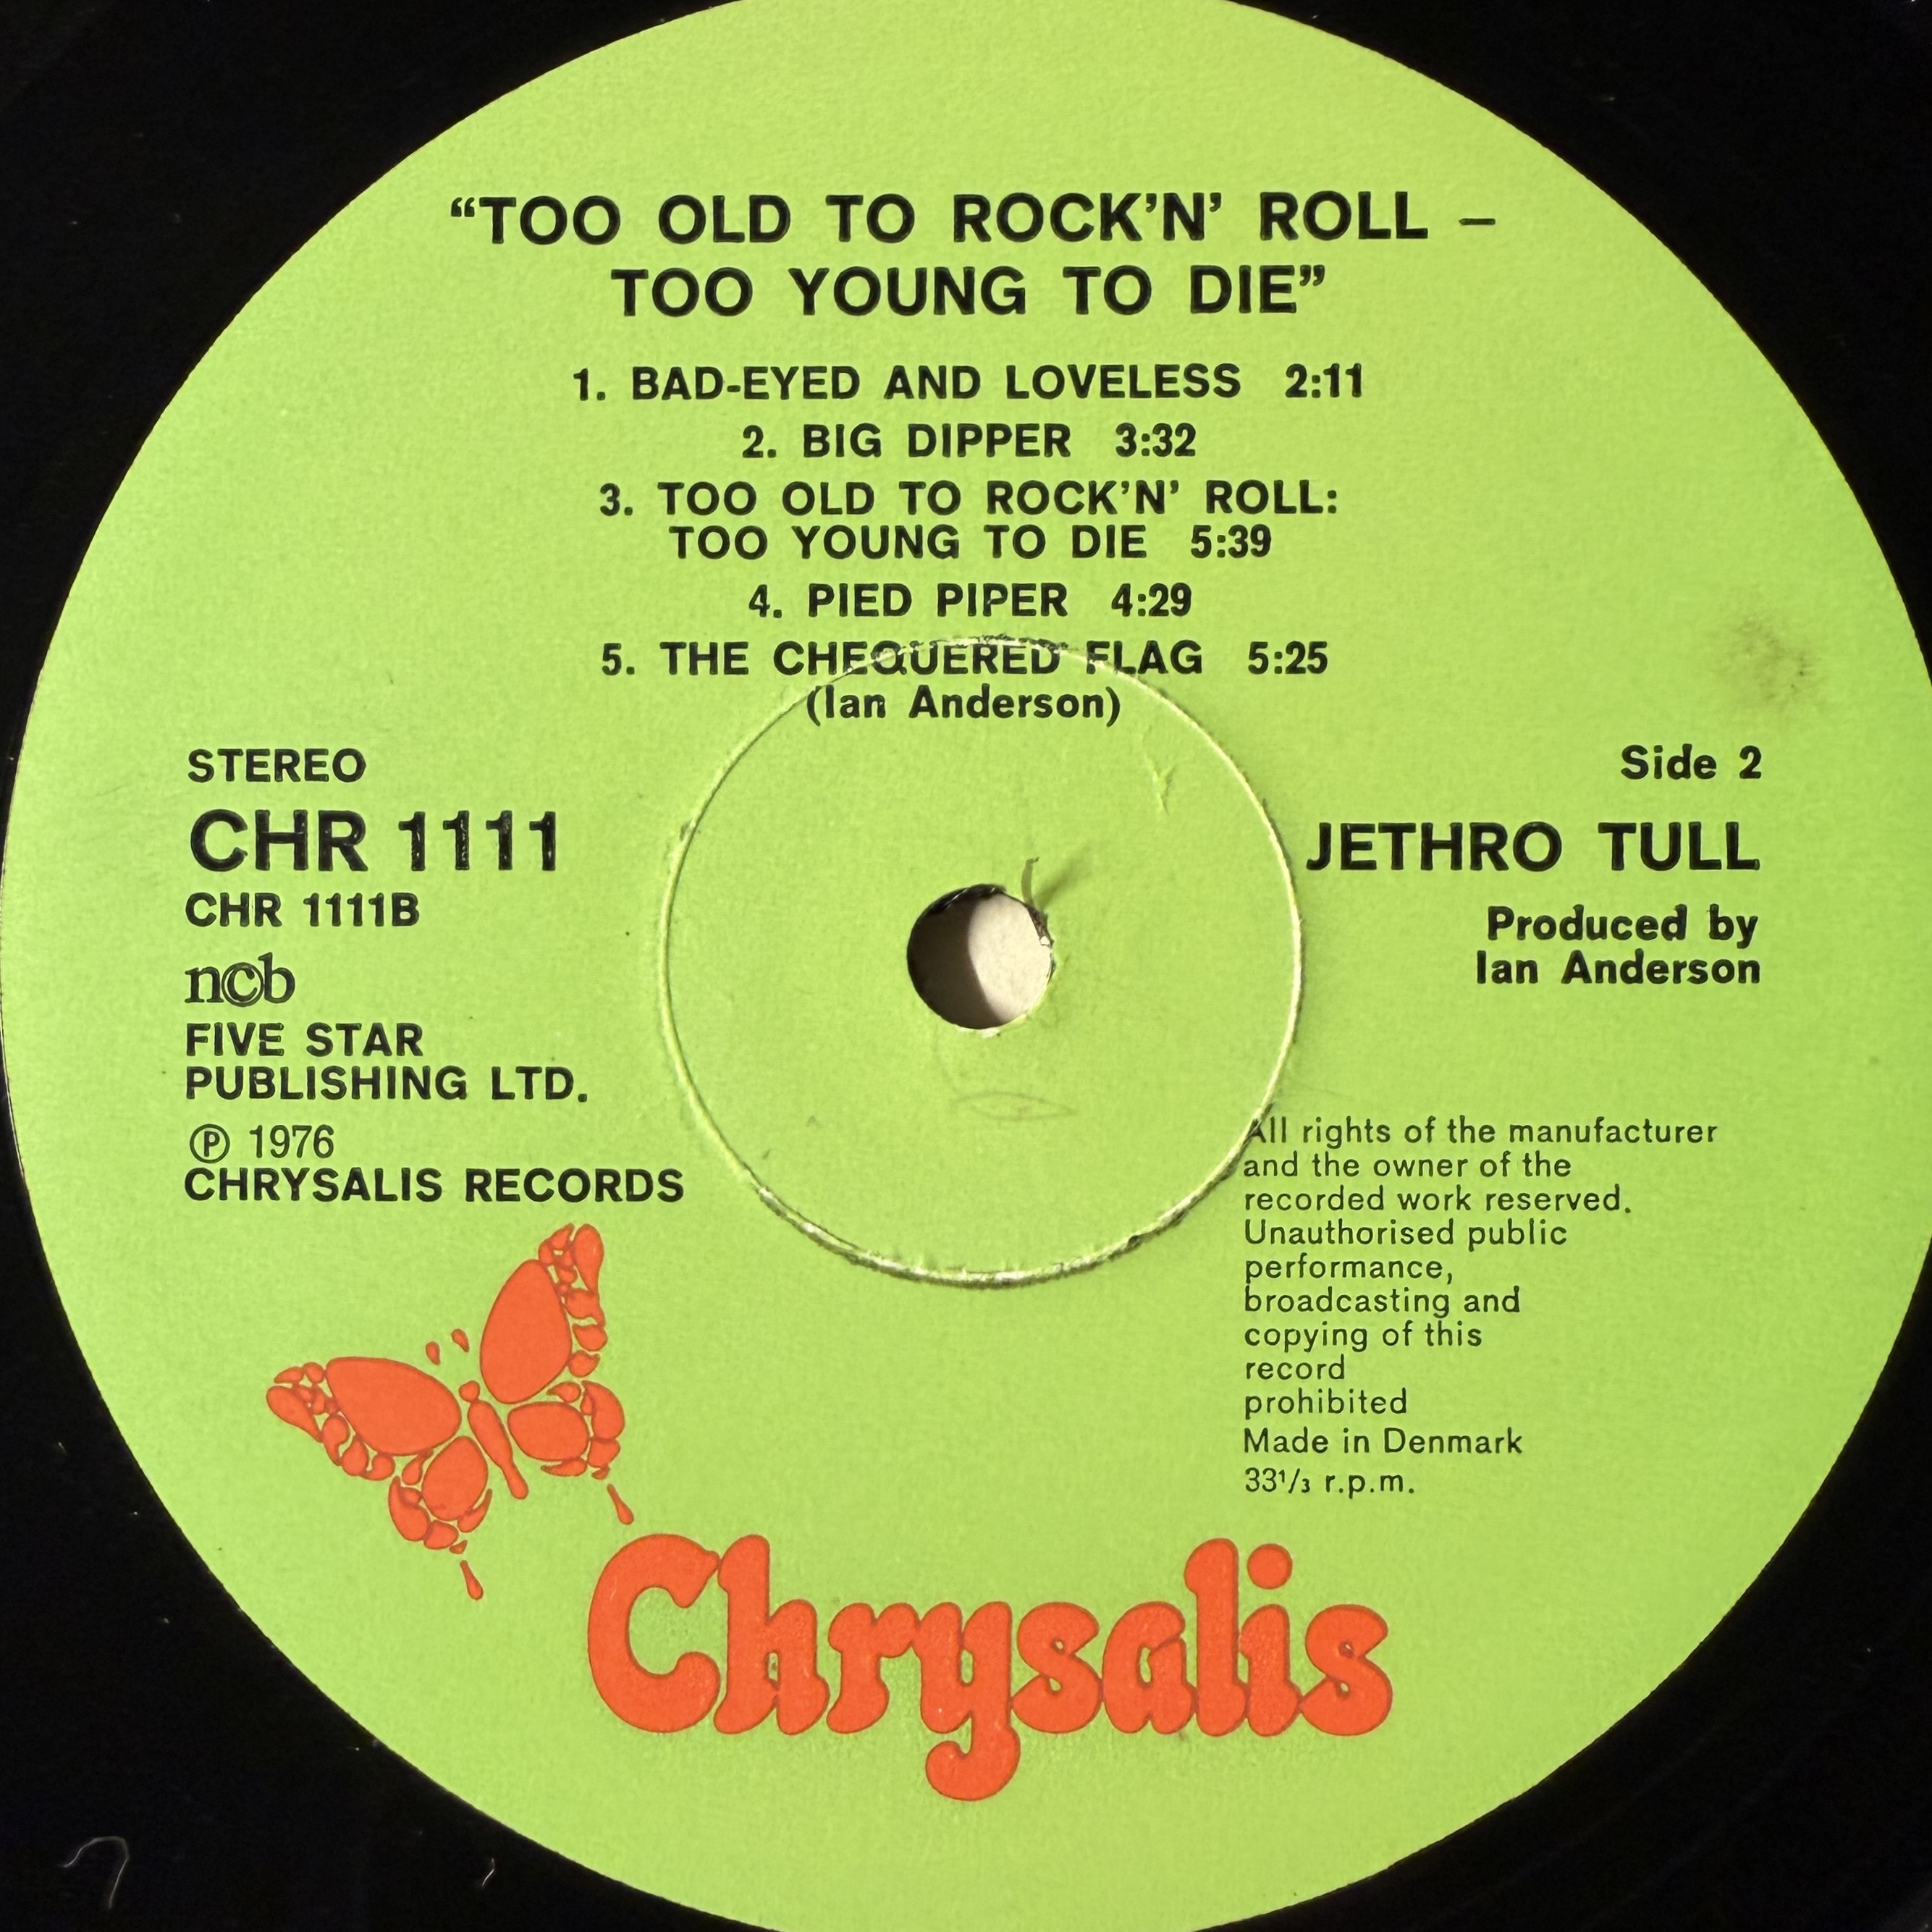 “TOO OLD TO ROCK’N’ ROLL –
TOO YOUNG TO DIE”
1. BAD-EYED AND LOVELESS 2:11
2. BIG DIPPER 3:32
3. TOO OLD TO ROCK’N’ ROLL:
TOO YOUNG TO DIE 5:39
4. PIED PIPER 4:29
5. THE CHEQUERED FLAG 5:25
(Ian Anderson)
STEREO
CHR 1111
CHR 1111B
ncb
FIVE STAR
PUBLISHING LTD.
℗ 1976
CHRYSALIS RECORDS
Side 2
JETHRO TULL
Produced by
Ian Anderson
All rights of the manufacturer
and the owner of the
recorded work reserved.
Unauthorised public
performance,
broadcasting and
copying of this
record
prohibited
Made in Denmark
33¹/₃ r.p.m.
Chrysalis